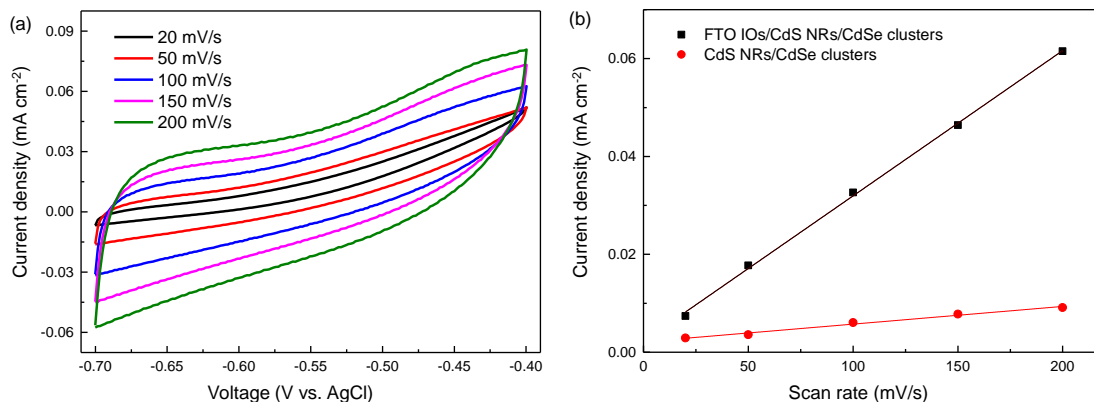 (a)
0.09
0.06
0.03
0.00
-0.03
-0.06
Current density (mA cm⁻²)
20 mV/s
50 mV/s
100 mV/s
150 mV/s
200 mV/s
-0.70 -0.65 -0.60 -0.55 -0.50 -0.45 -0.40
Voltage (V vs. AgCl)
(b)
0.06
0.04
0.02
0.00
Current density (mA cm⁻²)
FTO IOs/CdS NRs/CdSe clusters
CdS NRs/CdSe clusters
0 50 100 150 200
Scan rate (mV/s)